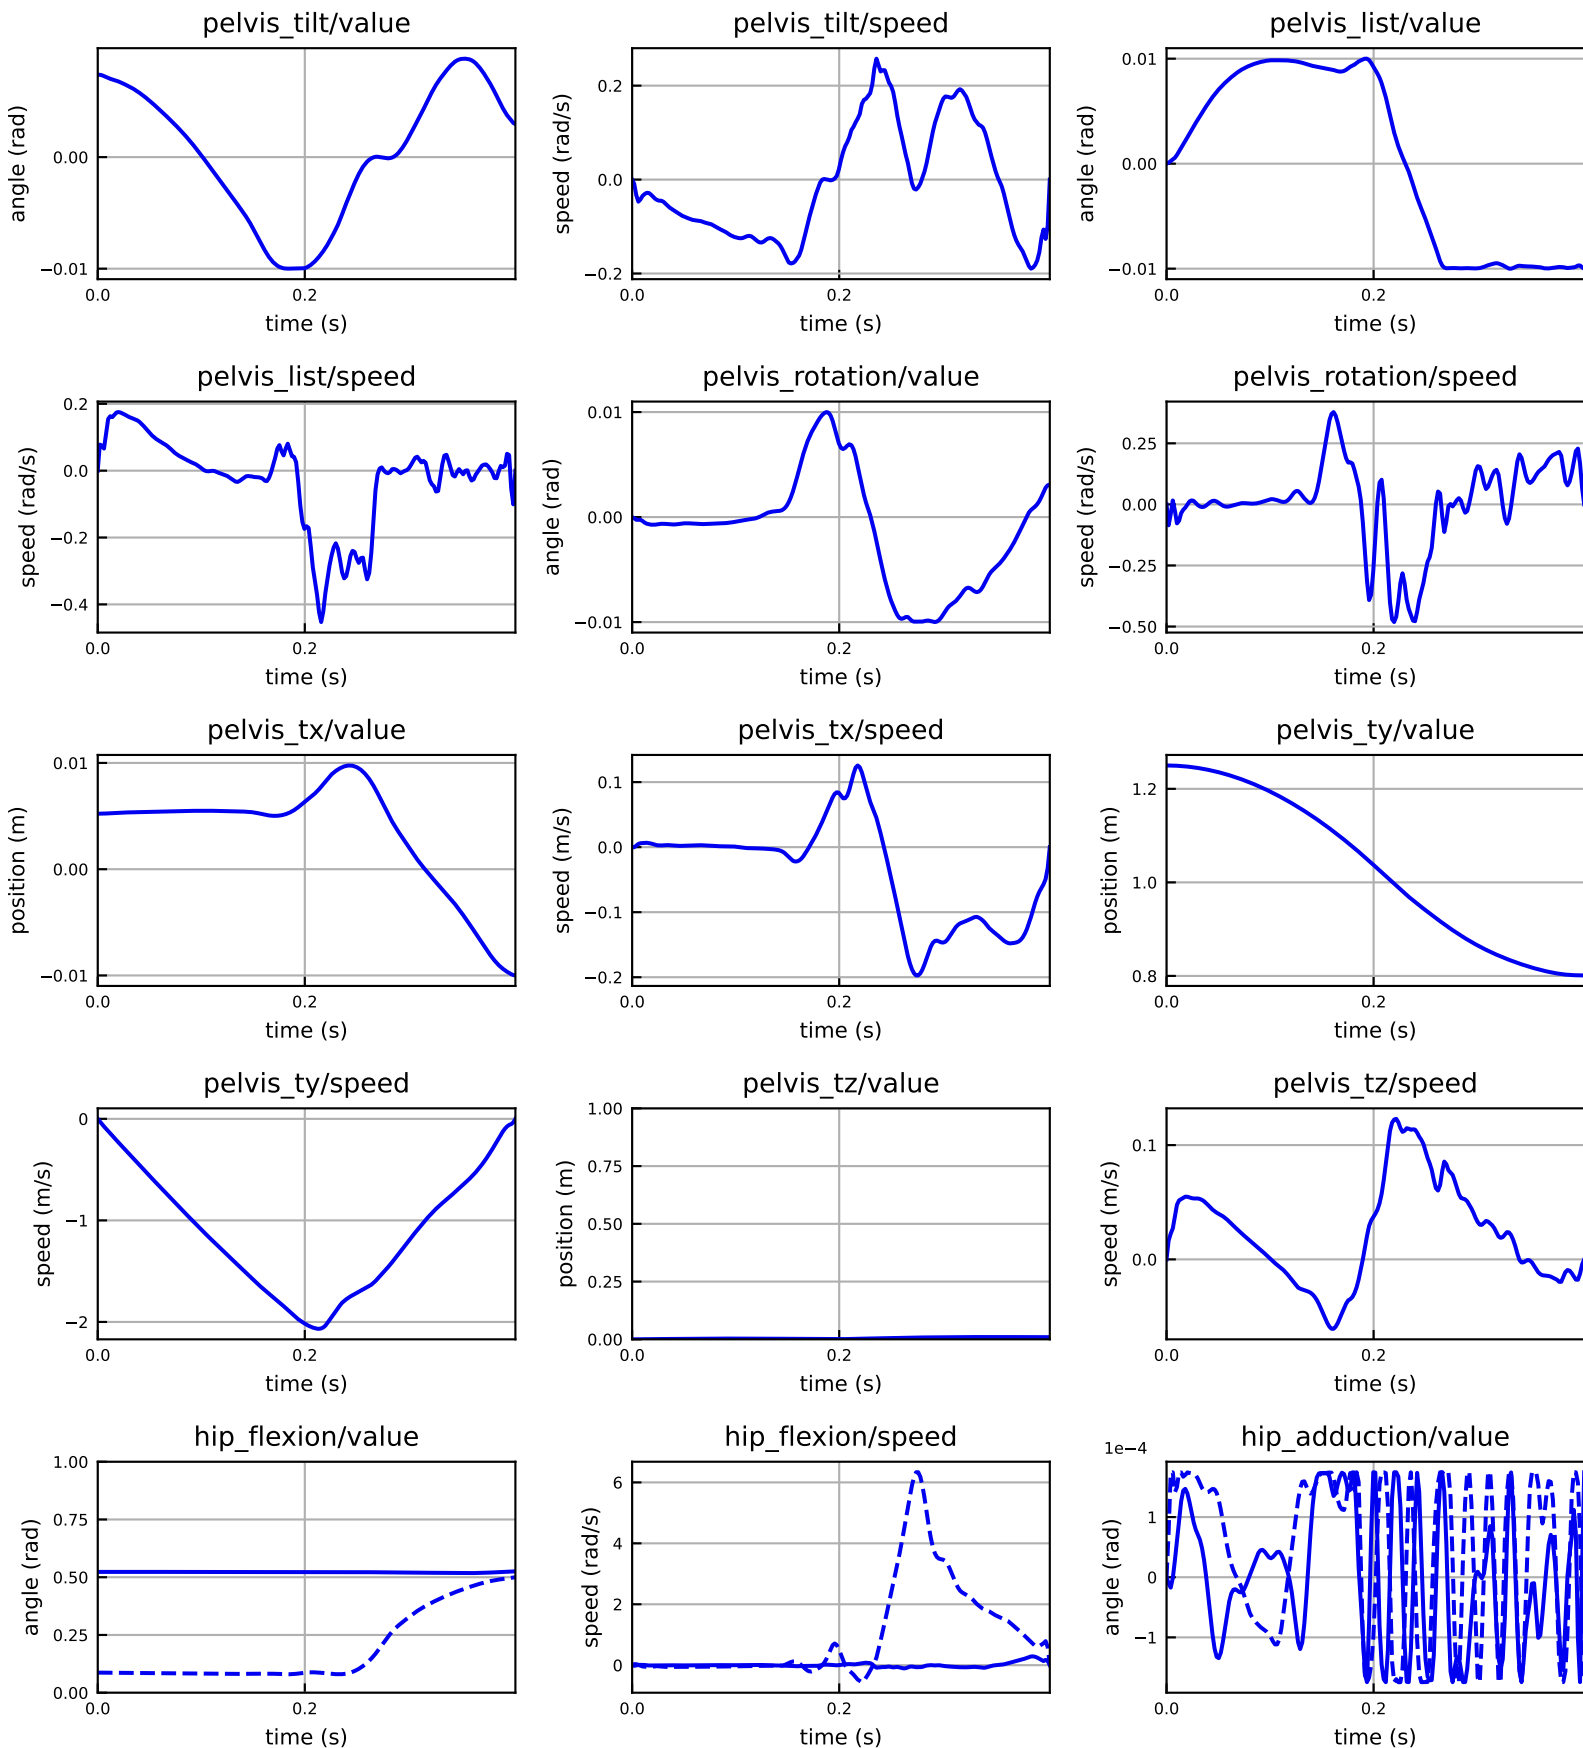 pelvis_tilt/value
angle (rad)
0.00
−0.01
0.0
0.2
time (s)
pelvis_tilt/speed
speed (rad/s)
0.2
0.0
−0.2
0.0
0.2
time (s)
pelvis_list/value
angle (rad)
0.01
0.00
−0.01
0.0
0.2
time (s)
pelvis_list/speed
speed (rad/s)
0.2
0.0
−0.2
−0.4
0.0
0.2
time (s)
pelvis_rotation/value
angle (rad)
0.01
0.00
−0.01
0.0
0.2
time (s)
pelvis_rotation/speed
speed (rad/s)
0.25
0.00
−0.25
−0.50
0.0
0.2
time (s)
pelvis_tx/value
position (m)
0.01
0.00
−0.01
0.0
0.2
time (s)
pelvis_tx/speed
speed (m/s)
0.1
0.0
−0.1
−0.2
0.0
0.2
time (s)
pelvis_ty/value
position (m)
1.2
1.0
0.8
0.0
0.2
time (s)
pelvis_ty/speed
speed (m/s)
0
−1
−2
0.0
0.2
time (s)
pelvis_tz/value
position (m)
1.00
0.75
0.50
0.25
0.00
0.0
0.2
time (s)
pelvis_tz/speed
speed (m/s)
0.1
0.0
0.0
0.2
time (s)
hip_flexion/value
angle (rad)
1.00
0.75
0.50
0.25
0.00
0.0
0.2
time (s)
hip_flexion/speed
speed (rad/s)
6
4
2
0
0.0
0.2
time (s)
hip_adduction/value
1e−4
angle (rad)
1
0
−1
0.0
0.2
time (s)